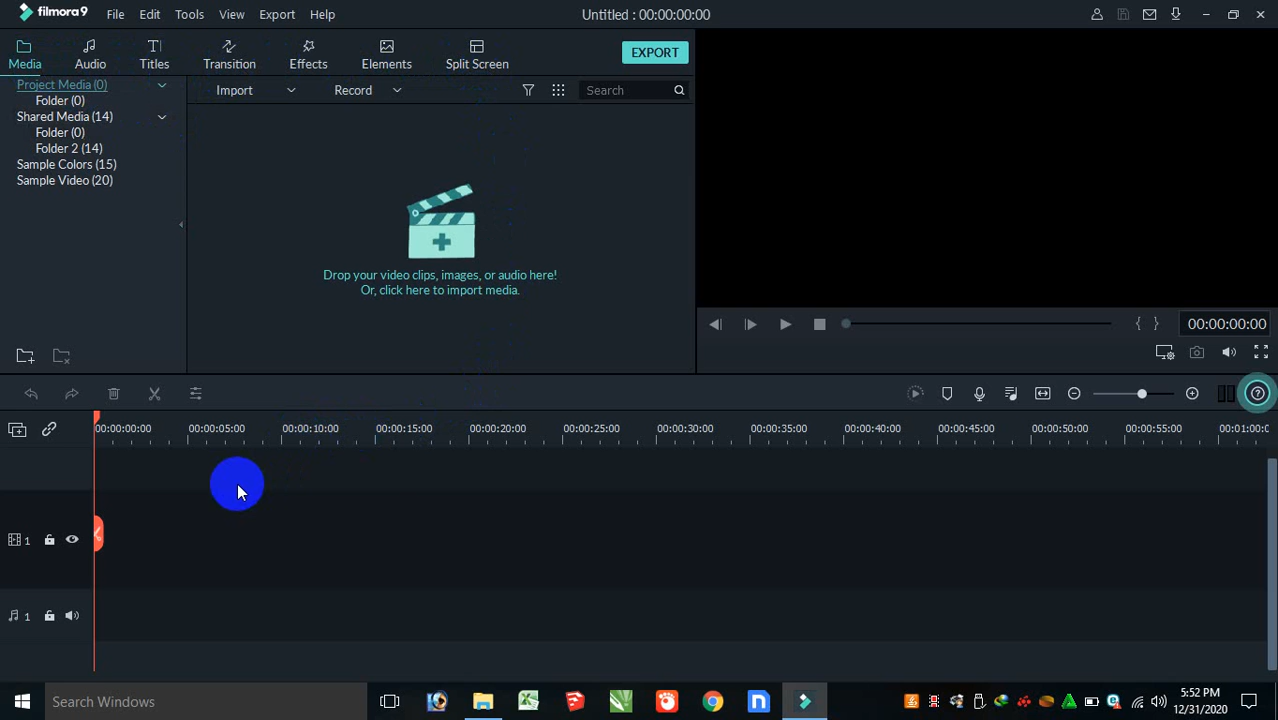 filmora9 File Edit Tools View Export Help Untitled : 00:00:00:00
Media Audio Titles Transition Effects Elements Split Screen EXPORT
Project Media (0)
Folder (0)
Shared Media (14)
Folder (0)
Folder 2 (14)
Sample Colors (15)
Sample Video (20)
Import Record Search
Drop your video clips, images, or audio here!
Or, click here to import media.
{ } 00:00:00:00
00:00:00:00 00:00:05:00 00:00:10:00 00:00:15:00 00:00:20:00 00:00:25:00 00:00:30:00 00:00:35:00 00:00:40:00 00:00:45:00 00:00:50:00 00:00:55:00 00:01:00:0
1
1
Search Windows
5:52 PM
12/31/2020